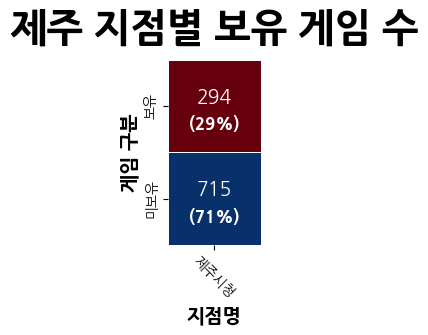 제주 지점별 보유 게임 수
게임 구분
보유
294
(29%)
미보유
715
(71%)
제주시청
지점명